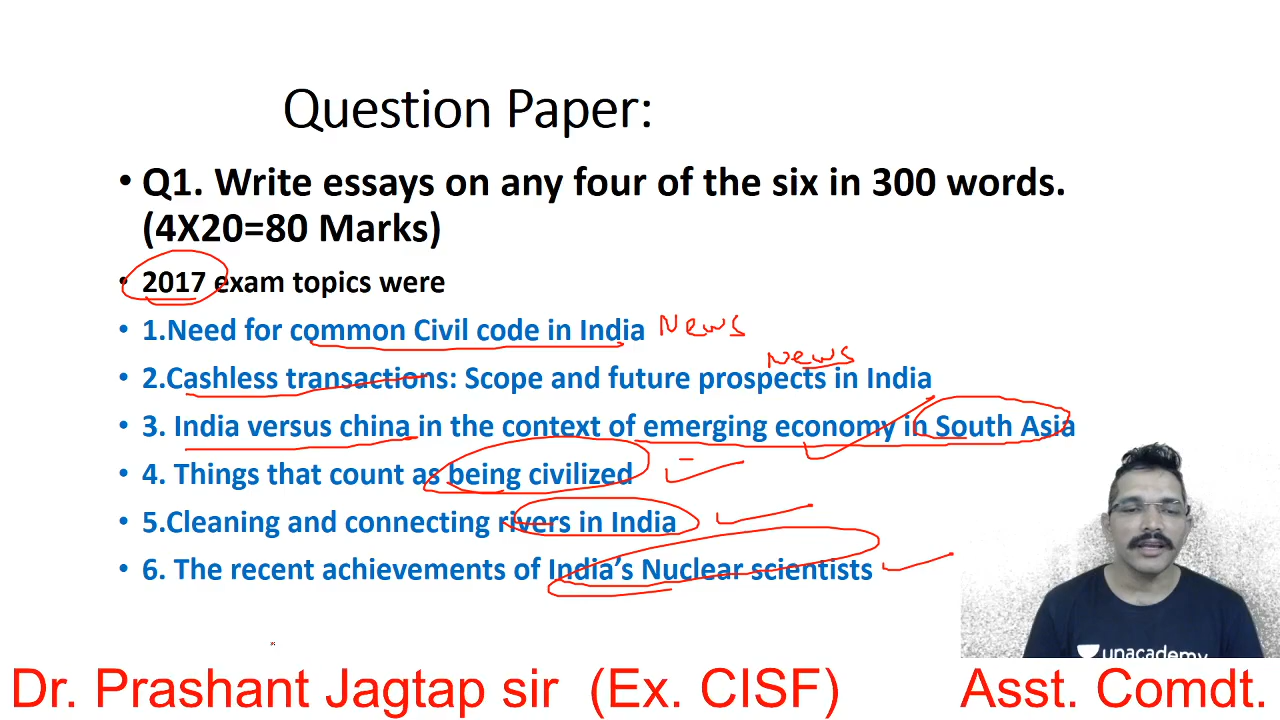 Question Paper:
• Q1. Write essays on any four of the six in 300 words.
(4X20=80 Marks)
• 2017 exam topics were
• 1.Need for common Civil code in India News
News
• 2.Cashless transactions: Scope and future prospects in India
• 3. India versus china in the context of emerging economy in South Asia
• 4. Things that count as being civilized
• 5.Cleaning and connecting rivers in India
• 6. The recent achievements of India's Nuclear scientists
unacademy
Dr. Prashant Jagtap sir (Ex. CISF) Asst. Comdt.